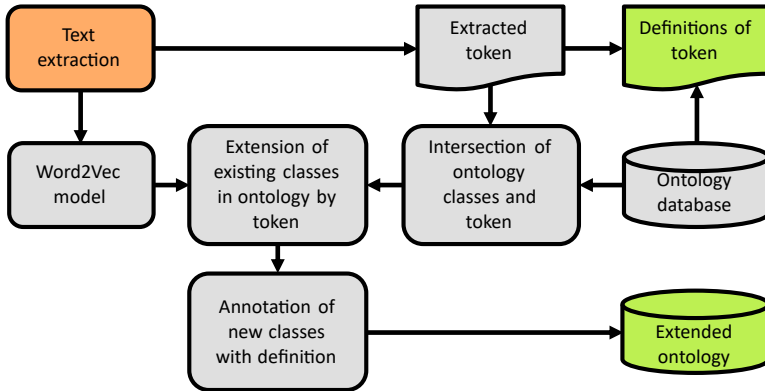 Text
extraction
Extracted
token
Definitions of
token
Word2Vec
model
Extension of
existing classes
in ontology by
token
Intersection of
ontology
classes and
token
Ontology
database
Annotation of
new classes
with definition
Extended
ontology